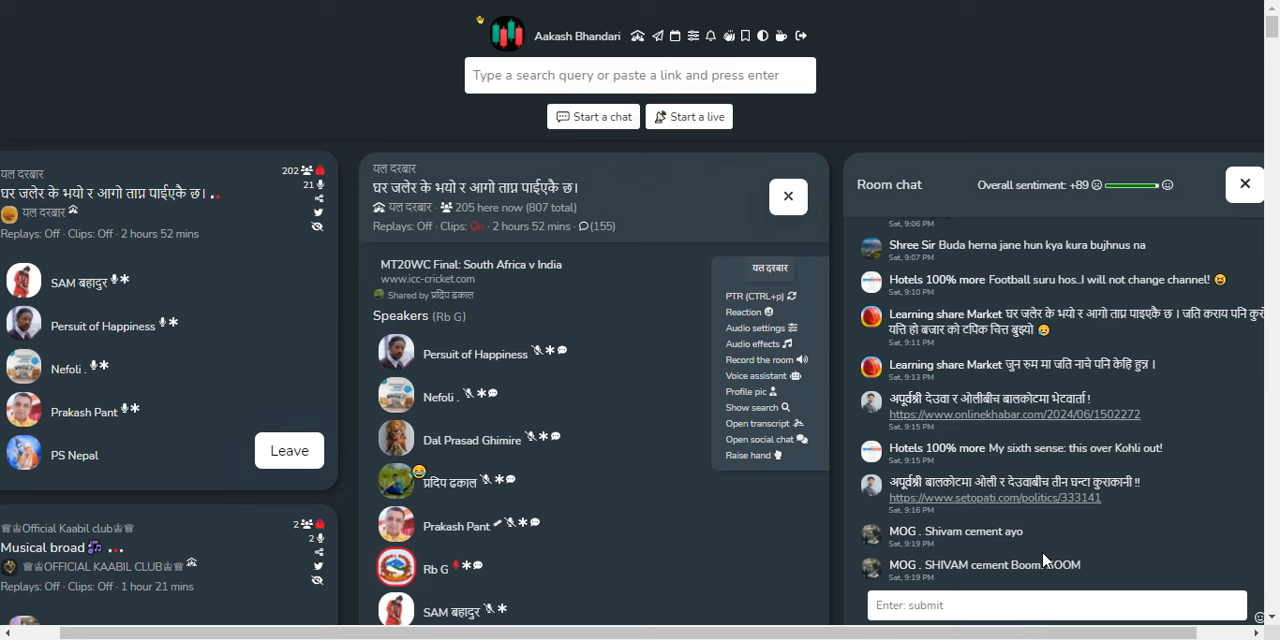 Aakash Bhandari
Type a search query or paste a link and press enter
Start a chat
Start a live
यल दरबार
202
घर जलेर के भयो र आगो ताप्न पाईएकै छ।
21
यल दरबार
Replays: Off · Clips: Off · 2 hours 52 mins
SAM बहादुर
Persuit of Happiness
Nefoli .
Prakash Pant
PS Nepal
Leave
♕♔Official Kaabil club♔♕
2
Musical broad
2
♕♔OFFICIAL KAABIL CLUB♔♕
Replays: Off · Clips: Off · 1 hour 21 mins
यल दरबार
घर जलेर के भयो र आगो ताप्न पाईएकै छ।
यल दरबार · 205 here now (807 total)
Replays: Off · Clips: On · 2 hours 52 mins · (155)
MT20WC Final: South Africa v India
www.icc-cricket.com
Shared by प्रदिप ढकाल
Speakers (Rb G)
Persuit of Happiness
Nefoli .
Dal Prasad Ghimire
प्रदिप ढकाल
Prakash Pant
Rb G
SAM बहादुर
यल दरबार
PTR (CTRL+p)
Reaction
Audio settings
Audio effects
Record the room
Voice assistant
Profile pic
Show search
Open transcript
Open social chat
Raise hand
Room chat
Overall sentiment: +89
Sat, 9:06 PM
Shree Sir Buda herna jane hun kya kura bujhnus na
Sat, 9:07 PM
Hotels 100% more Football suru hos..I will not change channel! 😆
Sat, 9:10 PM
Learning share Market घर जलेर के भयो र आगो ताप्न पाईएकै छ । जति कराय पनि
यत्ति हो बजार को टपिक चित्त बुझ्यो 😥
Sat, 9:11 PM
Learning share Market जुन रुम मा जति नाचे पनि केहि हुन्न ।
Sat, 9:13 PM
अपूर्वश्री देउवा र ओलीबीच बालकोटमा भेटवार्ता !
https://www.onlinekhabar.com/2024/06/1502272
Sat, 9:15 PM
Hotels 100% more My sixth sense: this over Kohli out!
Sat, 9:15 PM
अपूर्वश्री बालकोटमा ओली र देउवाबीच तीन घन्टा कुराकानी !!
https://www.setopati.com/politics/333141
Sat, 9:16 PM
MOG . Shivam cement ayo
Sat, 9:19 PM
MOG . SHIVAM cement Boom. BOOM
Sat, 9:19 PM
Enter: submit